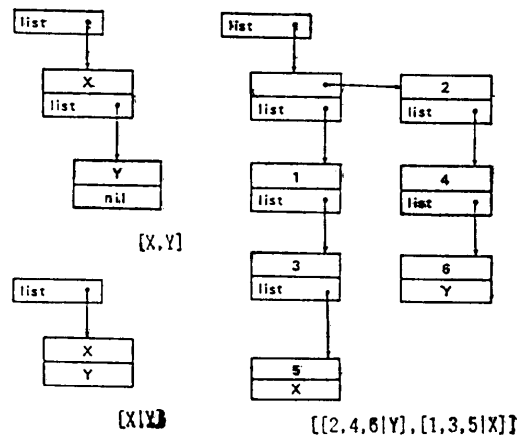 list
X
list
Y
nil
[X,Y]
list
X
Y
[X|Y]
list
list
1
list
3
list
5
X
2
list
4
list
6
Y
[[2,4,6|Y],[1,3,5|X]]